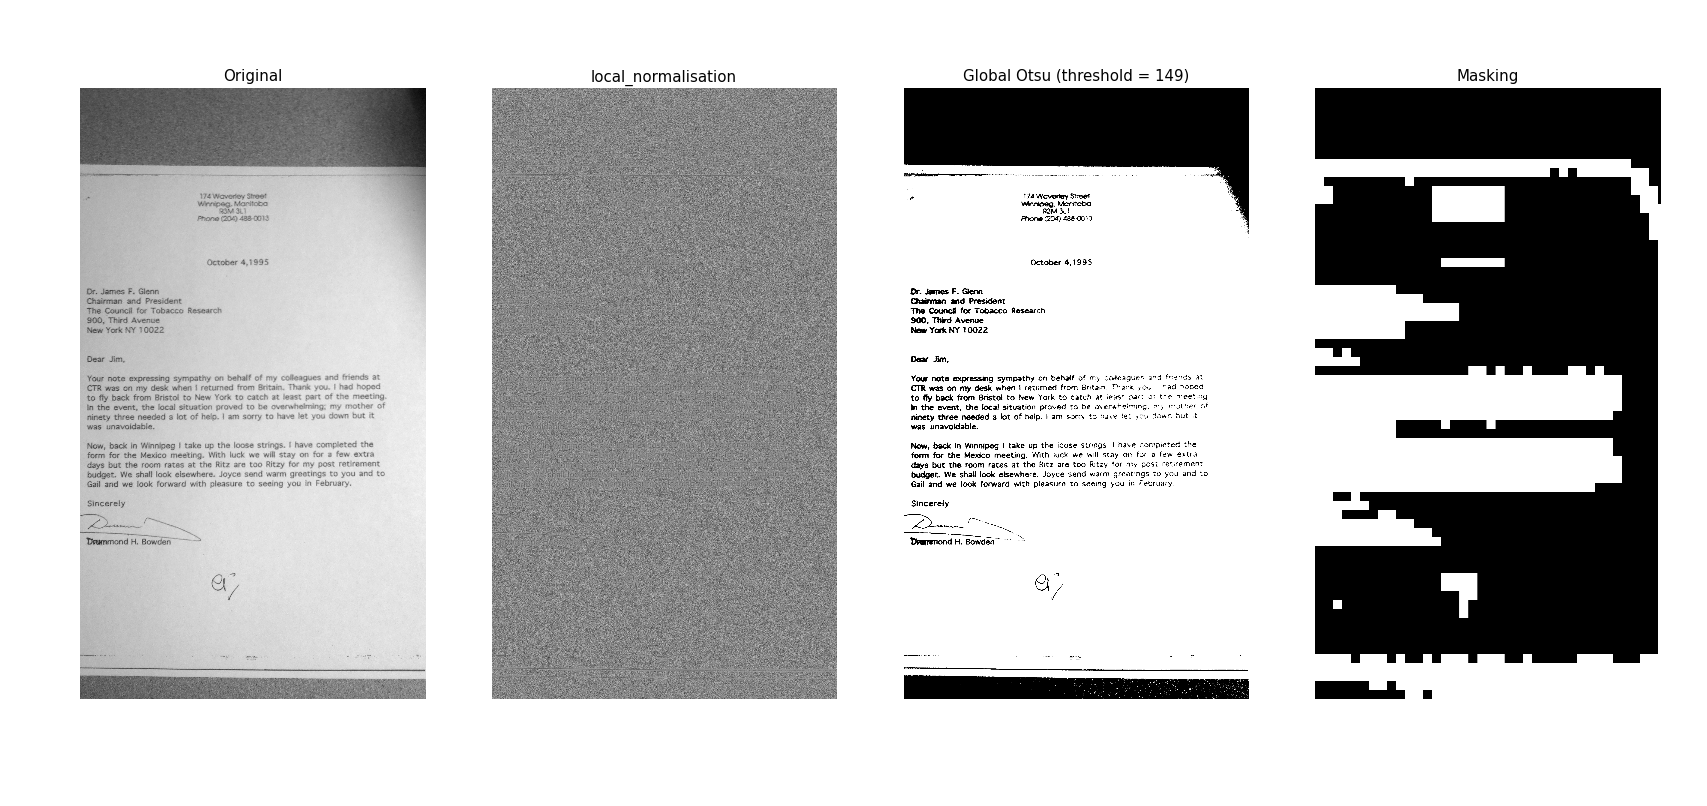 Original
local_normalisation
Global Otsu (threshold = 149)
Masking
174 Waverley Street
Winnipeg, Manitoba
R3M 3L1
Phone (204) 488-0013
October 4,1995
Dr. James F. Glenn
Chairman and President
The Council for Tobacco Research
900, Third Avenue
New York NY 10022
Dear Jim,
Your note expressing sympathy on behalf of my colleagues and friends at
CTR was on my desk when I returned from Britain. Thank you. I had hoped
to fly back from Bristol to New York to catch at least part of the meeting.
In the event, the local situation proved to be overwhelming; my mother of
ninety three needed a lot of help. I am sorry to have let you down but it
was unavoidable.
Now, back in Winnipeg I take up the loose strings. I have completed the
form for the Mexico meeting. With luck we will stay on for a few extra
days but the room rates at the Ritz are too Ritzy for my post retirement
budget. We shall look elsewhere. Joyce send warm greetings to you and to
Gail and we look forward with pleasure to seeing you in February.
Sincerely
Drummond H. Bowden
174 Waverley Street
Winnipeg, Manitoba
R3M 3L1
Phone (204) 488-0013
October 4,1995
Dr. James F. Glenn
Chairman and President
The Council for Tobacco Research
900, Third Avenue
New York NY 10022
Dear Jim,
Your note expressing sympathy on behalf of my colleagues and friends at
CTR was on my desk when I returned from Britain. Thank you. I had hoped
to fly back from Bristol to New York to catch at least part of the meeting
In the event, the local situation proved to be overwhelming; my mother of
ninety three needed a lot of help. I am sorry to have let you down but it
was unavoidable.
Now, back in Winnipeg I take up the loose strings. I have completed the
form for the Mexico meeting. With luck we will stay on for a few extra
days but the room rates at the Ritz are too Ritzy for my post retirement
budget. We shall look elsewhere. Joyce send warm greetings to you and to
Gail and we look forward with pleasure to seeing you in February
Sincerely
Drummond H. Bowden